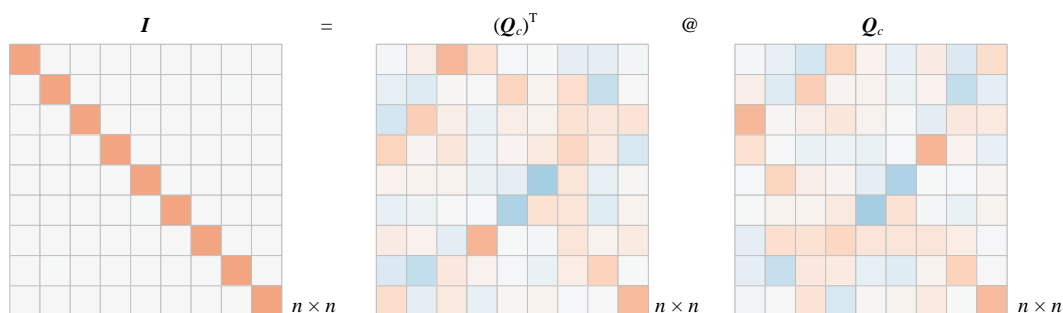 I = (Q_c)^T @ Q_c
n × n n × n n × n